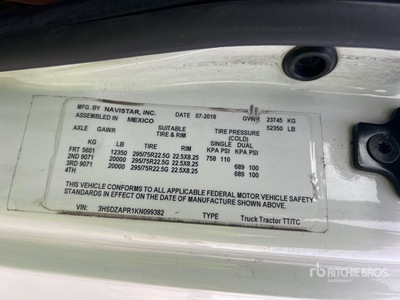 MFG. BY NAVISTAR, INC. DATE 07-2018 GVWR 23745 KG
ASSEMBLED IN MEXICO 52350 LB
AXLE GAWR SUITABLE TIRE & RIM TIRE PRESSURE (COLD)
KG LB TIRE RIM SINGLE KPA PSI DUAL KPA PSI
FRT 5601 12350 295/75R22.5G 22.5X8.25 758 110
2ND 9071 20000 295/75R22.5G 22.5X8.25 689 100
3RD 9071 20000 295/75R22.5G 22.5X8.25 689 100
4TH
THIS VEHICLE CONFORMS TO ALL APPLICABLE FEDERAL MOTOR VEHICLE SAFETY
STANDARDS IN EFFECT ON THE DATE OF MANUFACTURE SHOWN ABOVE.
VIN: 3HSDZAPR1KN099382 TYPE Truck Tractor TT/TC
rb RITCHIE BROS.